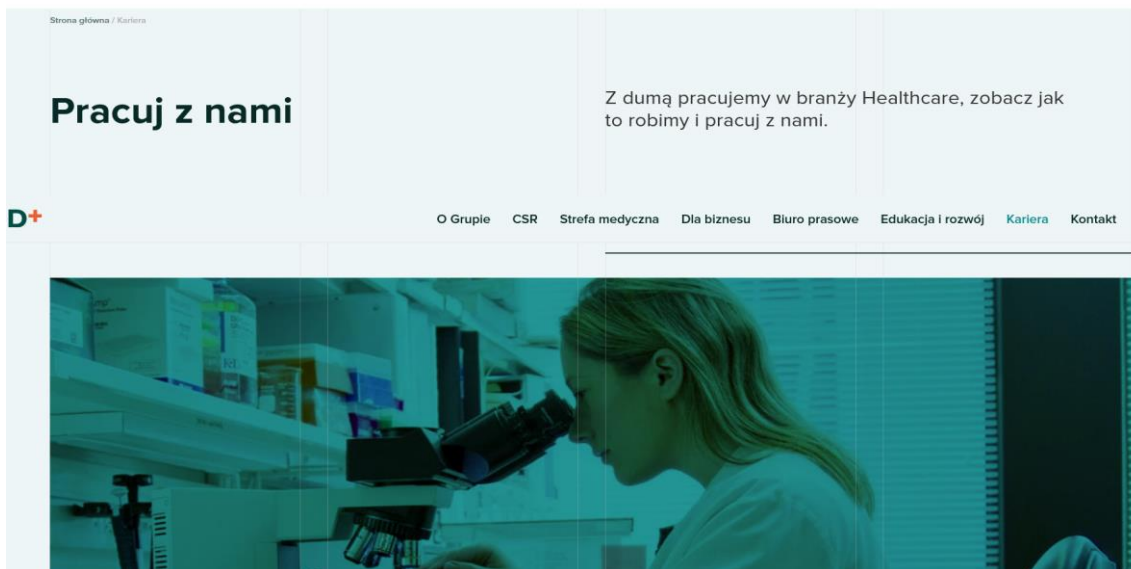 Strona główna / Kariera
Pracuj z nami
Z dumą pracujemy w branży Healthcare, zobacz jak
to robimy i pracuj z nami.
D+
O Grupie CSR Strefa medyczna Dla biznesu Biuro prasowe Edukacja i rozwój Kariera Kontakt